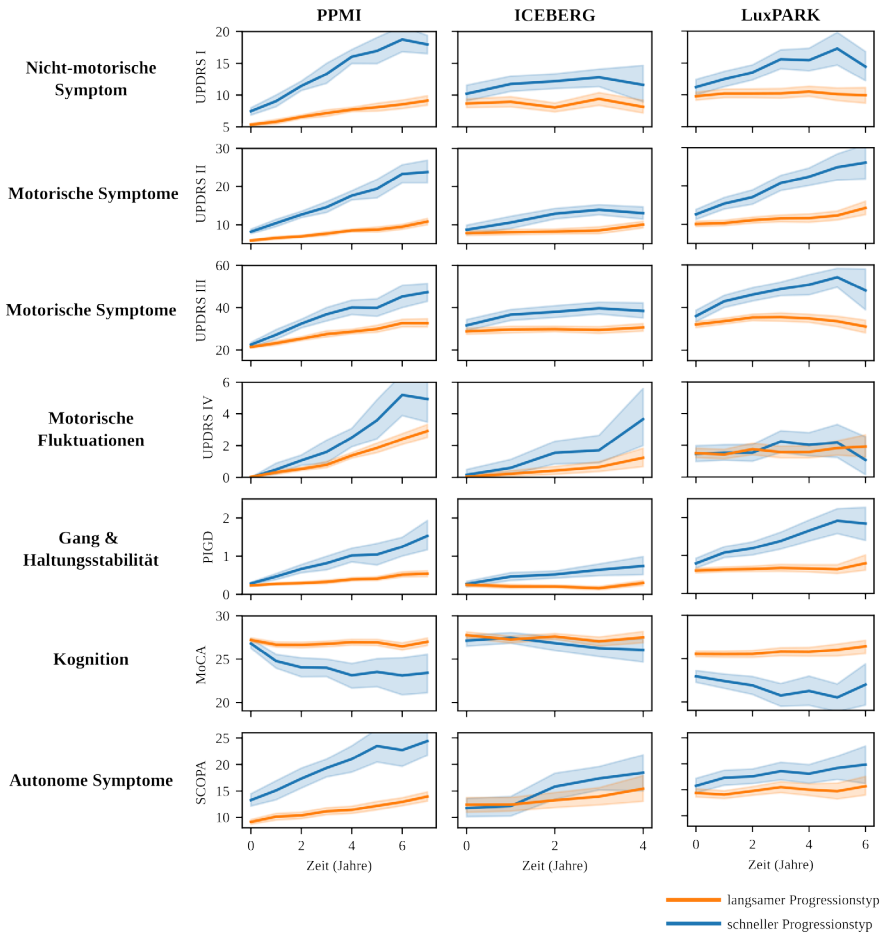 PPMI ICEBERG LuxPARK
Nicht-motorische
Symptom
UPDRS I
20
15
10
5
Motorische Symptome
UPDRS II
30
20
10
Motorische Symptome
UPDRS III
60
40
20
Motorische
Fluktuationen
UPDRS IV
6
4
2
0
Gang &
Haltungsstabilität
PIGD
2
1
0
Kognition
MoCA
30
25
20
Autonome Symptome
SCOPA
25
20
15
10
0 2 4 6 0 2 4 0 2 4 6
Zeit (Jahre) Zeit (Jahre) Zeit (Jahre)
langsamer Progressionstyp
schneller Progressionstyp